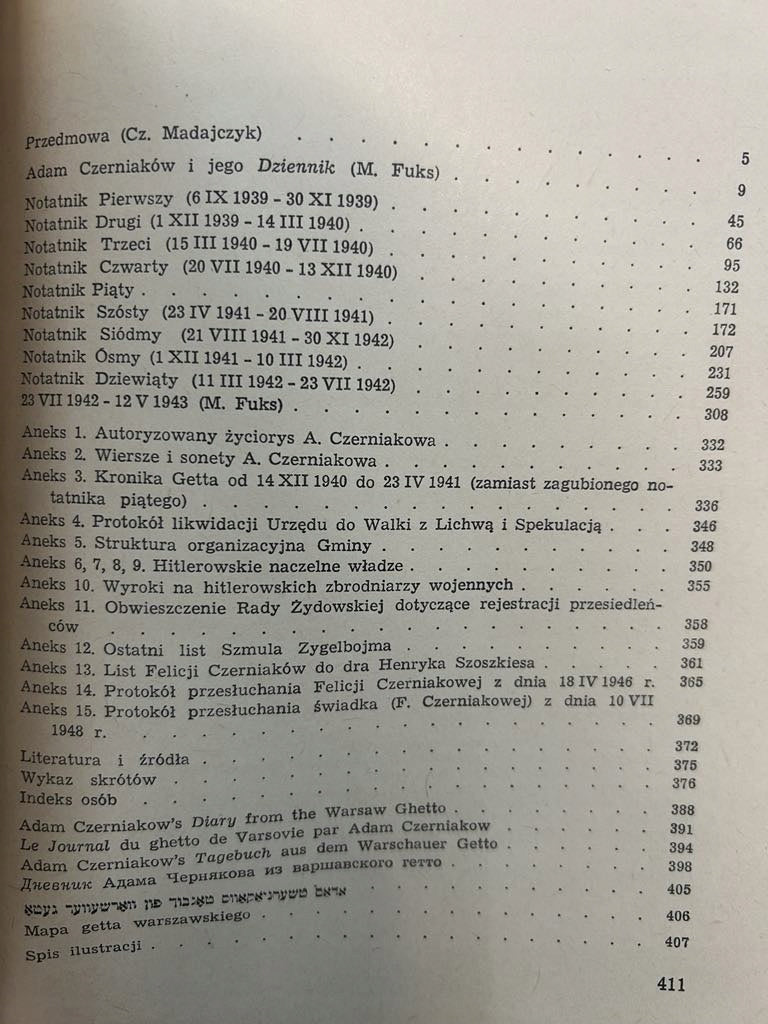 Przedmowa (Cz. Madajczyk) . . . . . . . . . . 5
Adam Czerniaków i jego Dziennik (M. Fuks) . . . . . . . 9
Notatnik Pierwszy (6 IX 1939 - 30 XI 1939) . . . . . . . 45
Notatnik Drugi (1 XII 1939 - 14 III 1940) . . . . . . . 66
Notatnik Trzeci (15 III 1940 - 19 VII 1940) . . . . . . . 95
Notatnik Czwarty (20 VII 1940 - 13 XII 1940) . . . . . . . 132
Notatnik Piąty . . . . . . . . . . . . 171
Notatnik Szósty (23 IV 1941 - 20 VIII 1941) . . . . . . . 172
Notatnik Siódmy (21 VIII 1941 - 30 XI 1942) . . . . . . . 207
Notatnik Ósmy (1 XII 1941 - 10 III 1942) . . . . . . . 231
Notatnik Dziewiąty (11 III 1942 - 23 VII 1942) . . . . . . . 259
23 VII 1942 - 12 V 1943 (M. Fuks) . . . . . . . . . 308
Aneks 1. Autoryzowany życiorys A. Czerniakowa . . . . . . . 332
Aneks 2. Wiersze i sonety A. Czerniakowa . . . . . . . . 333
Aneks 3. Kronika Getta od 14 XII 1940 do 23 IV 1941 (zamiast zagubionego no-
tatnika piątego) . . . . . . . . . . . . 336
Aneks 4. Protokół likwidacji Urzędu do Walki z Lichwą i Spekulacją . . . 346
Aneks 5. Struktura organizacyjna Gminy . . . . . . . . 348
Aneks 6, 7, 8, 9. Hitlerowskie naczelne władze . . . . . . . 350
Aneks 10. Wyroki na hitlerowskich zbrodniarzy wojennych . . . . . 355
Aneks 11. Obwieszczenie Rady Żydowskiej dotyczące rejestracji przesiedleń-
ców . . . . . . . . . . . . . . 358
Aneks 12. Ostatni list Szmula Zygelbojma . . . . . . . . 359
Aneks 13. List Felicji Czerniaków do dra Henryka Szoszkiesa . . . . 361
Aneks 14. Protokół przesłuchania Felicji Czerniakowej z dnia 18 IV 1946 r. 365
Aneks 15. Protokół przesłuchania świadka (F. Czerniakowej) z dnia 10 VII
1948 r. . . . . . . . . . . . . . 369
Literatura i źródła . . . . . . . . . . . . 372
Wykaz skrótów . . . . . . . . . . . . 375
Indeks osób . . . . . . . . . . . . . 376
Adam Czerniakow's Diary from the Warsaw Ghetto . . . . . . 388
Le Journal du ghetto de Varsovie par Adam Czerniakow . . . . . 391
Adam Czerniakow's Tagebuch aus dem Warschauer Getto . . . . . 394
Дневник Адама Чернякова из варшавского гетто . . . . . . 398
אדאם טשערניאקאװס טאגבוך פון װארשעװער געטא . . . . . . . . 405
Mapa getta warszawskiego . . . . . . . . . . 406
Spis ilustracji . . . . . . . . . . . . 407
411